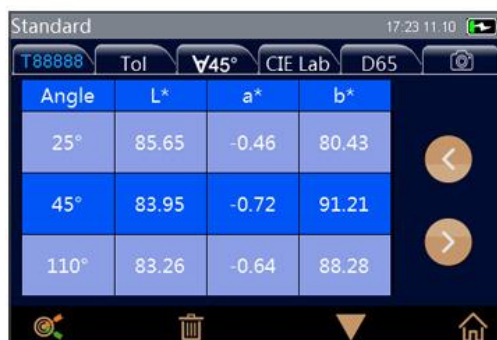 Standard 17:23 11.10
T88888 Tol ∀45° CIE Lab D65
Angle L* a* b*
25° 85.65 -0.46 80.43
45° 83.95 -0.72 91.21
110° 83.26 -0.64 88.28